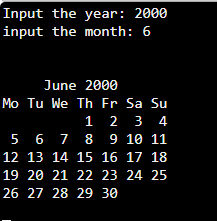 Input the year: 2000
input the month: 6
June 2000
Mo Tu We Th Fr Sa Su
1 2 3 4
5 6 7 8 9 10 11
12 13 14 15 16 17 18
19 20 21 22 23 24 25
26 27 28 29 30